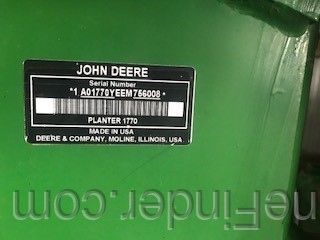 JOHN DEERE
Serial Number
*1 A01770YEEM756008 *
PLANTER 1770
MADE IN USA
DEERE & COMPANY, MOLINE, ILLINOIS, USA
neFinder.com